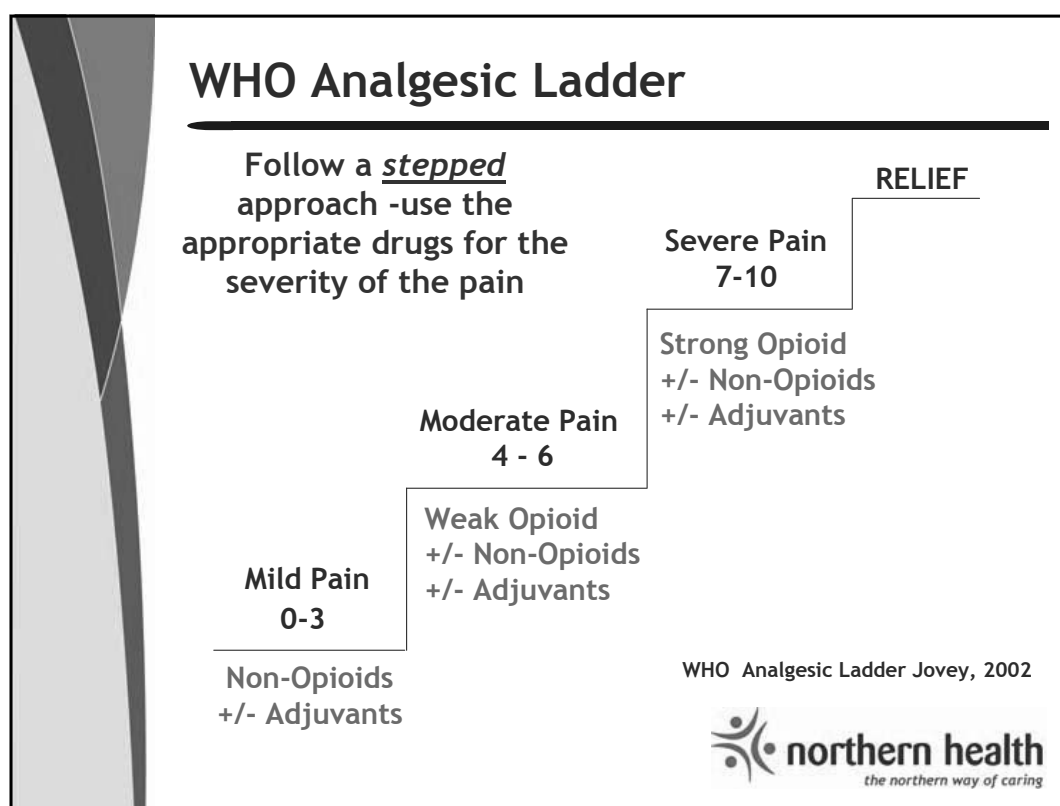 WHO Analgesic Ladder
Follow a stepped
approach -use the
appropriate drugs for the
severity of the pain
RELIEF
Severe Pain
7-10
Strong Opioid
+/- Non-Opioids
+/- Adjuvants
Moderate Pain
4 - 6
Weak Opioid
+/- Non-Opioids
+/- Adjuvants
Mild Pain
0-3
Non-Opioids
+/- Adjuvants
WHO Analgesic Ladder Jovey, 2002
northern health
the northern way of caring